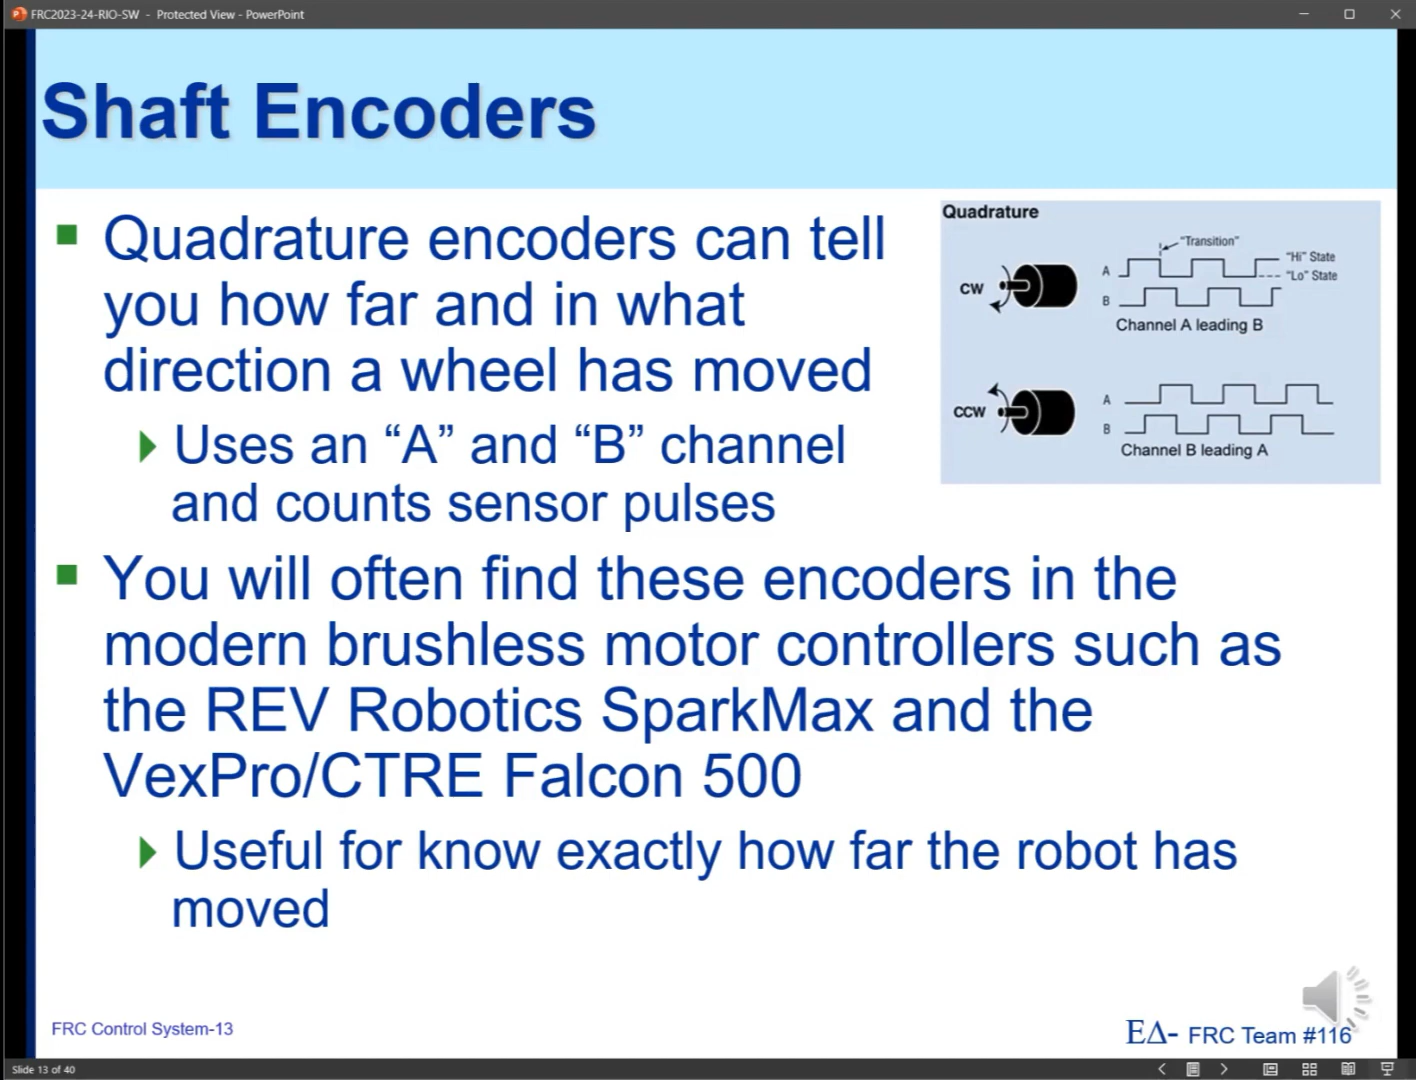 FRC2023-24-RIO-SW - Protected View - PowerPoint
Shaft Encoders
Quadrature encoders can tell
you how far and in what
direction a wheel has moved
Uses an “A” and “B” channel
and counts sensor pulses
Quadrature
"Transition"
"Hi" State
"Lo" State
CW
A
B
Channel A leading B
CCW
A
B
Channel B leading A
You will often find these encoders in the
modern brushless motor controllers such as
the REV Robotics SparkMax and the
VexPro/CTRE Falcon 500
Useful for know exactly how far the robot has
moved
FRC Control System-13
ΕΔ- FRC Team #116
Slide 13 of 40